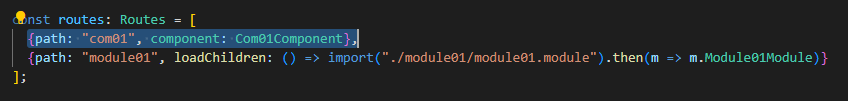 const routes: Routes = [
{path: "com01", component: Com01Component},
{path: "module01", loadChildren: () => import("./module01/module01.module").then(m => m.Module01Module)}
];